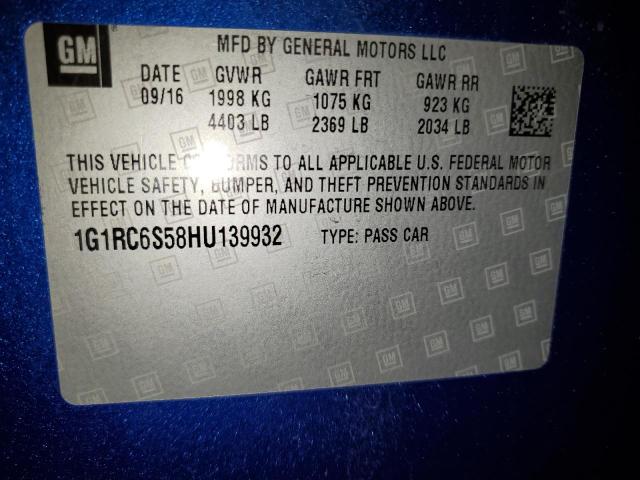 GM
MFD BY GENERAL MOTORS LLC
DATE GVWR GAWR FRT GAWR RR
09/16 1998 KG 1075 KG 923 KG
4403 LB 2369 LB 2034 LB
THIS VEHICLE CONFORMS TO ALL APPLICABLE U.S. FEDERAL MOTOR
VEHICLE SAFETY, BUMPER, AND THEFT PREVENTION STANDARDS IN
EFFECT ON THE DATE OF MANUFACTURE SHOWN ABOVE.
1G1RC6S58HU139932 TYPE: PASS CAR